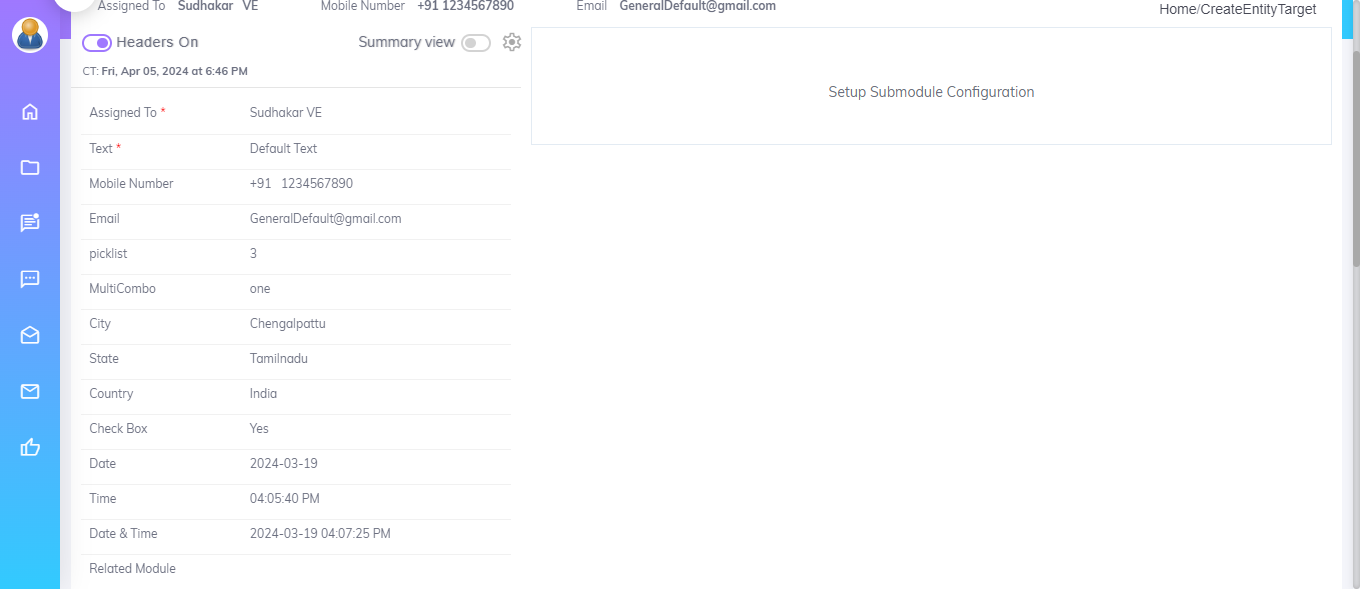 Assigned To Sudhakar VE Mobile Number +91 1234567890 Email GeneralDefault@gmail.com
Home/CreateEntityTarget
Headers On Summary view
CT: Fri, Apr 05, 2024 at 6:46 PM
Setup Submodule Configuration
Assigned To * Sudhakar VE
Text * Default Text
Mobile Number +91 1234567890
Email GeneralDefault@gmail.com
picklist 3
MultiCombo one
City Chengalpattu
State Tamilnadu
Country India
Check Box Yes
Date 2024-03-19
Time 04:05:40 PM
Date & Time 2024-03-19 04:07:25 PM
Related Module